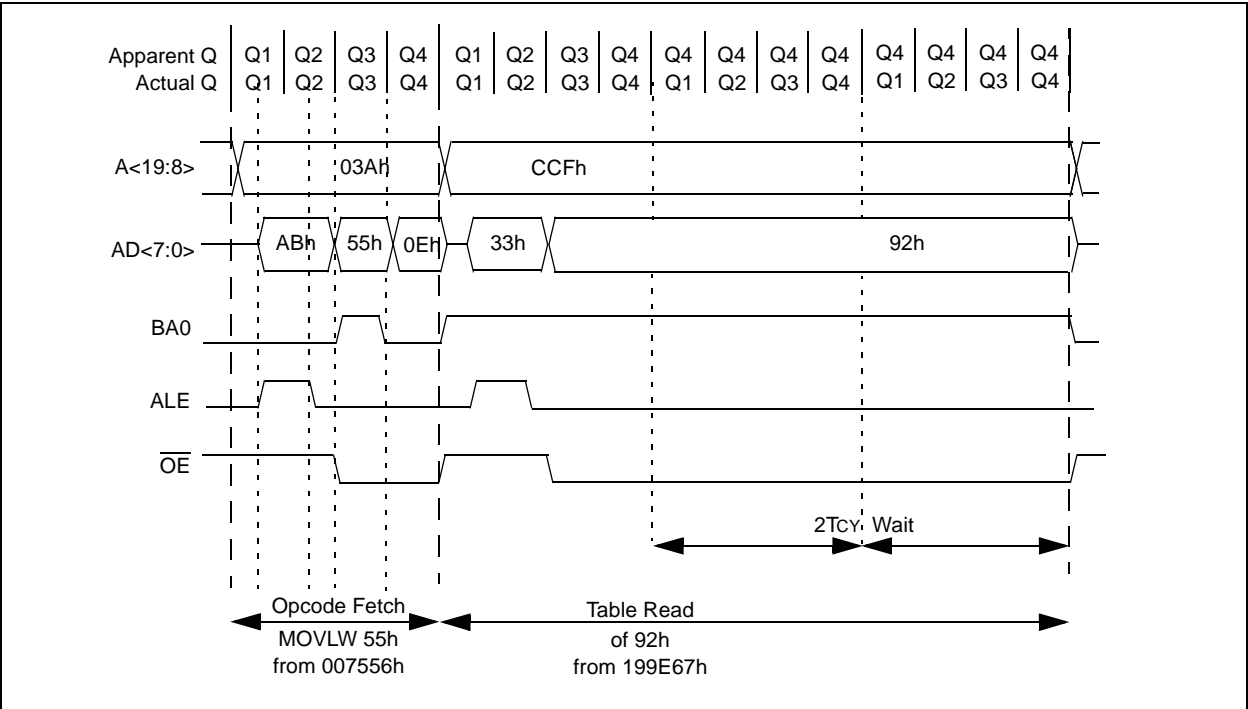 Apparent Q Q1 Q2 Q3 Q4 Q1 Q2 Q3 Q4 Q4 Q4 Q4 Q4 Q4 Q4 Q4 Q4
Actual Q Q1 Q2 Q3 Q4 Q1 Q2 Q3 Q4 Q1 Q2 Q3 Q4 Q1 Q2 Q3 Q4
A<19:8> 03Ah CCFh
AD<7:0> ABh 55h 0Eh 33h 92h
BA0
ALE
OE
2TCY Wait
Opcode Fetch Table Read
MOVLW 55h of 92h
from 007556h from 199E67h